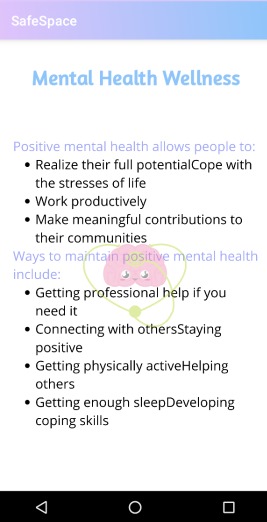 SafeSpace
Mental Health Wellness
Positive mental health allows people to:
• Realize their full potentialCope with
the stresses of life
• Work productively
• Make meaningful contributions to
their communities
Ways to maintain positive mental health
include:
• Getting professional help if you
need it
• Connecting with othersStaying
positive
• Getting physically activeHelping
others
• Getting enough sleepDeveloping
coping skills